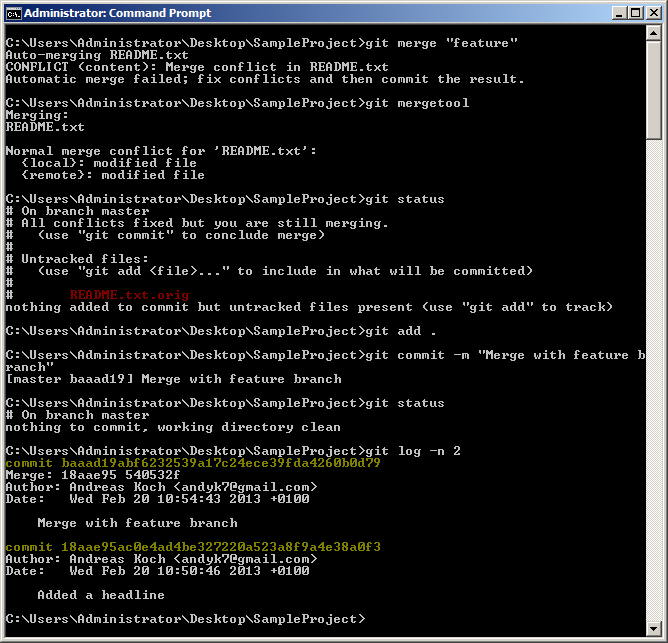 Administrator: Command Prompt
C:\Users\Administrator\Desktop\SampleProject>git merge "feature"
Auto-merging README.txt
CONFLICT (content): Merge conflict in README.txt
Automatic merge failed; fix conflicts and then commit the result.
C:\Users\Administrator\Desktop\SampleProject>git mergetool
Merging:
README.txt
Normal merge conflict for 'README.txt':
  {local}: modified file
  {remote}: modified file
C:\Users\Administrator\Desktop\SampleProject>git status
# On branch master
# All conflicts fixed but you are still merging.
#   (use "git commit" to conclude merge)
#
# Untracked files:
#   (use "git add <file>..." to include in what will be committed)
#
#       README.txt.orig
nothing added to commit but untracked files present (use "git add" to track)
C:\Users\Administrator\Desktop\SampleProject>git add .
C:\Users\Administrator\Desktop\SampleProject>git commit -m "Merge with feature b
ranch"
[master baaad19] Merge with feature branch
C:\Users\Administrator\Desktop\SampleProject>git status
# On branch master
nothing to commit, working directory clean
C:\Users\Administrator\Desktop\SampleProject>git log -n 2
commit baaad19abf6232539a17c24ece39fda4260b0d79
Merge: 18aae95 540532f
Author: Andreas Koch <andyk7@gmail.com>
Date:   Wed Feb 20 10:54:43 2013 +0100
    Merge with feature branch
commit 18aae95ac0e4ad4be327220a523a8f9a4e38a0f3
Author: Andreas Koch <andyk7@gmail.com>
Date:   Wed Feb 20 10:50:46 2013 +0100
    Added a headline
C:\Users\Administrator\Desktop\SampleProject>